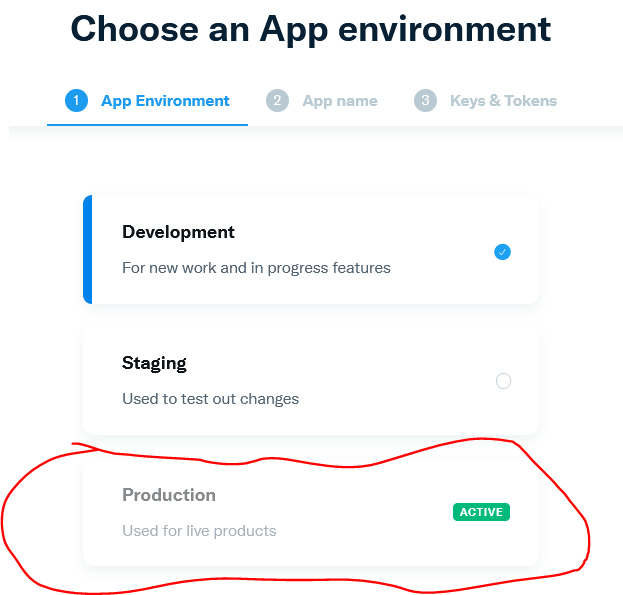 Choose an App environment
1 App Environment 2 App name 3 Keys & Tokens
Development
For new work and in progress features
Staging
Used to test out changes
Production
ACTIVE
Used for live products